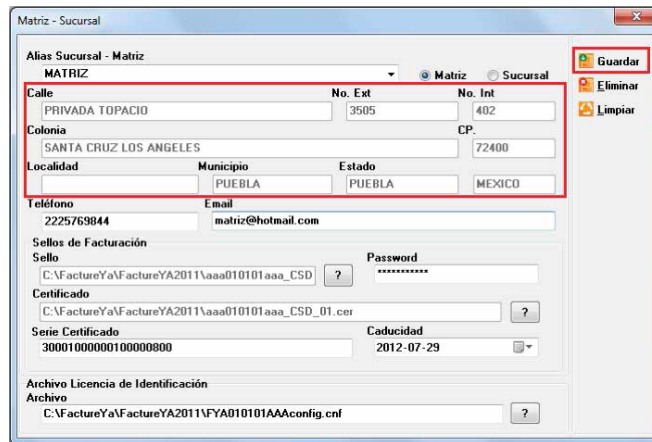 Matriz - Sucursal
Alias Sucursal - Matriz
MATRIZ Matriz Sucursal
Guardar
Eliminar
Limpiar
Calle No. Ext No. Int
PRIVADA TOPACIO 3505 402
Colonia CP.
SANTA CRUZ LOS ANGELES 72400
Localidad Municipio Estado
PUEBLA PUEBLA MEXICO
Teléfono Email
2225769844 matriz@hotmail.com
Sellos de Facturación
Sello Password
C:\FactureYa\FactureYA2011\aaa010101aaa_CSD ? ***********
Certificado
C:\FactureYa\FactureYA2011\aaa010101aaa_CSD_01.cer ?
Serie Certificado Caducidad
30001000000100000800 2012-07-29
Archivo Licencia de Identificación
Archivo
C:\FactureYa\FactureYA2011\FYA010101AAAconfig.cnf ?